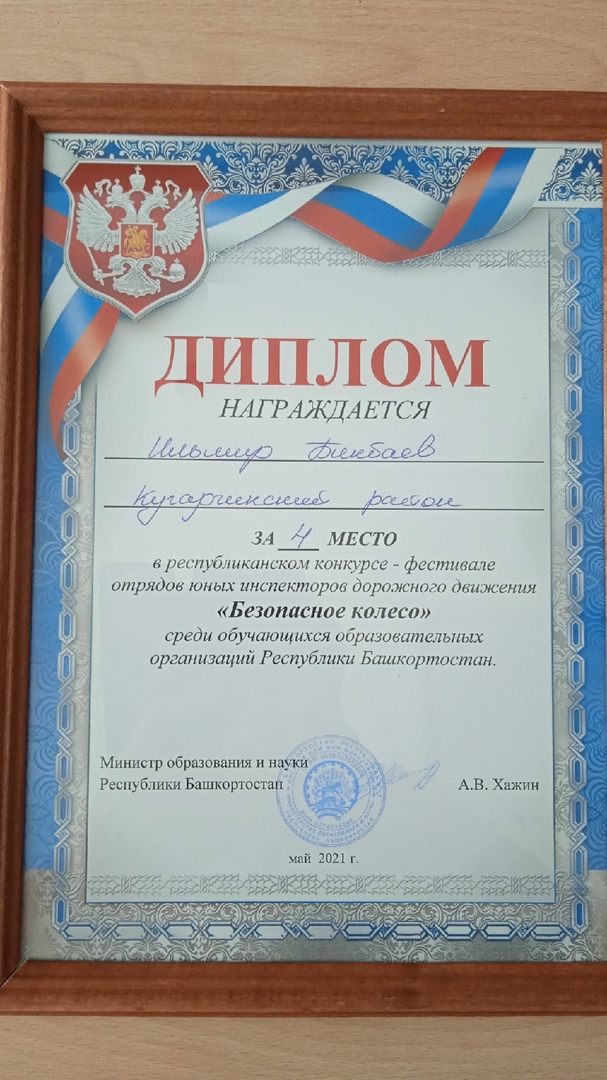 ДИПЛОМ
НАГРАЖДАЕТСЯ
Ильмир Бикбаев
Кугарчинский район
ЗА 4 МЕСТО
в республиканском конкурсе - фестивале
отрядов юных инспекторов дорожного движения
«Безопасное колесо»
среди обучающихся образовательных
организаций Республики Башкортостан.
Министр образования и науки
Республики Башкортостан
А.В. Хажин
май 2021 г.